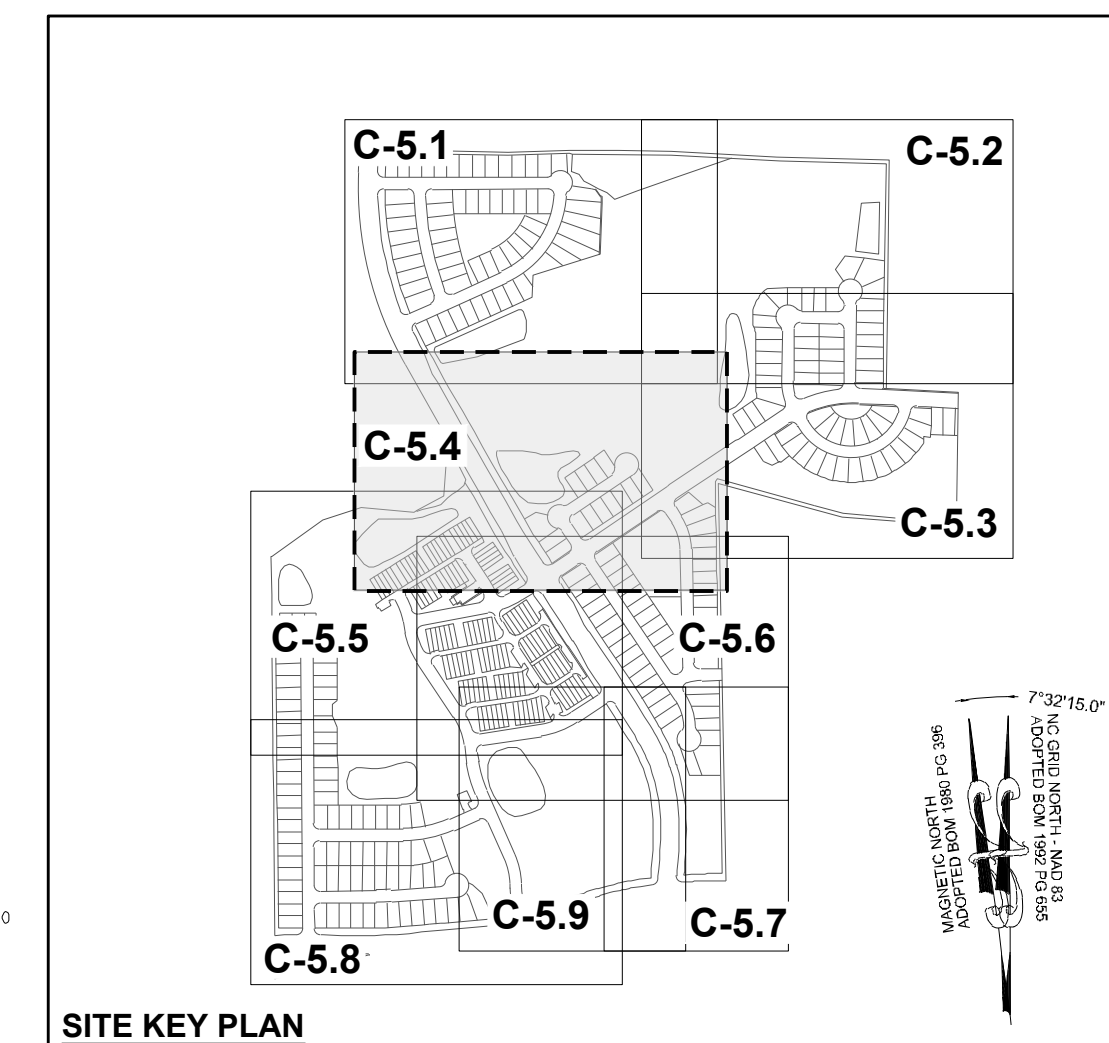 C-5.1
C-5.2
C-5.4
C-5.3
C-5.5
C-5.6
7°32'15.0"
MAGNETIC NORTH
ADOPTED BOM 1980 PG 396
NC GRID NORTH - NAD 83
ADOPTED BOM 1992 PG 655
C-5.9
C-5.7
C-5.8
SITE KEY PLAN